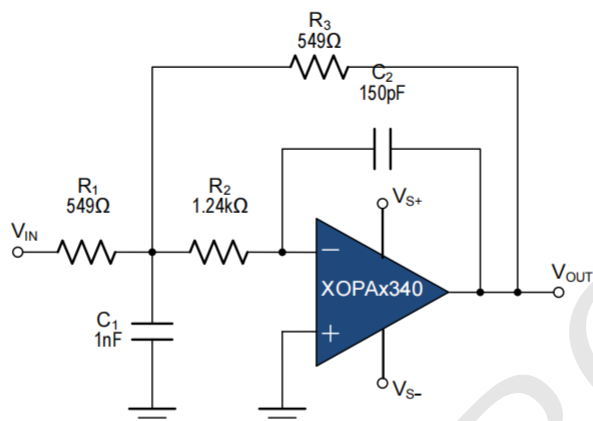 R3
549Ω
C2
150pF
R1
549Ω
R2
1.24kΩ
VS+
VIN
−
XOPAx340
VOUT
+
C1
1nF
VS−